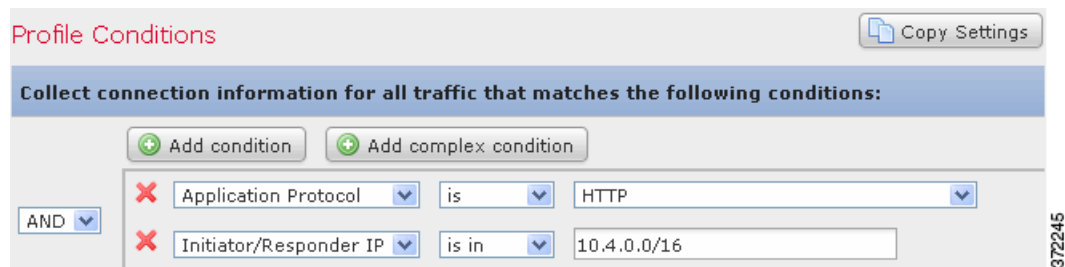 Profile Conditions
Copy Settings
Collect connection information for all traffic that matches the following conditions:
Add condition
Add complex condition
AND
Application Protocol
is
HTTP
Initiator/Responder IP
is in
10.4.0.0/16
372245